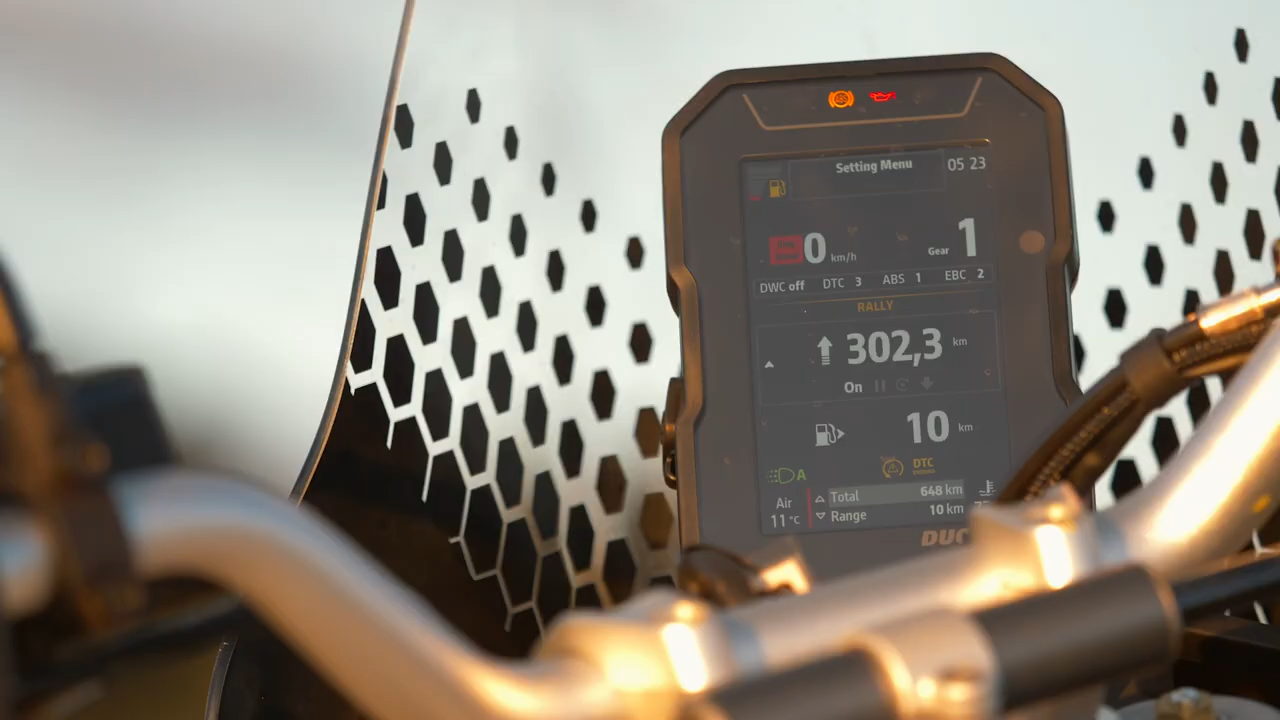 Setting Menu 05 23
0 km/h Gear 1
DWC off DTC 3 ABS 1 EBC 2
RALLY
302,3 km
On
10 km
A DTC
Air Total 648 km
11 °C Range 10 km
DUC